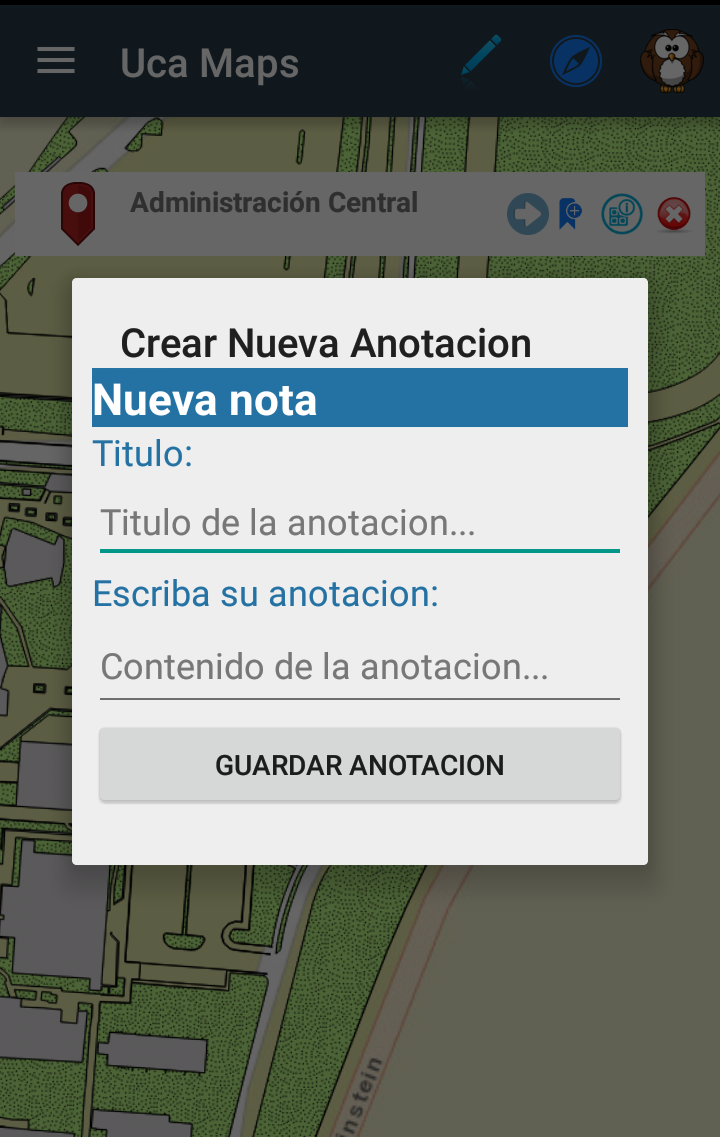 Uca Maps
Administración Central
Crear Nueva Anotacion
Nueva nota
Titulo:
Titulo de la anotacion...
Escriba su anotacion:
Contenido de la anotacion...
GUARDAR ANOTACION
instein